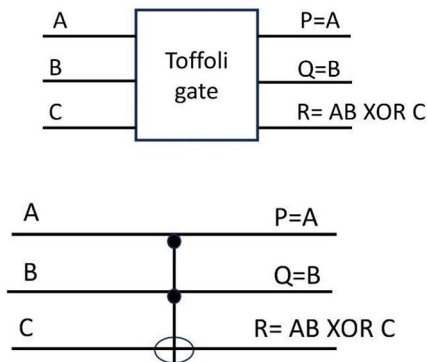 A P=A
Toffoli
gate
B Q=B
C R= AB XOR C
A P=A
B Q=B
C R= AB XOR C